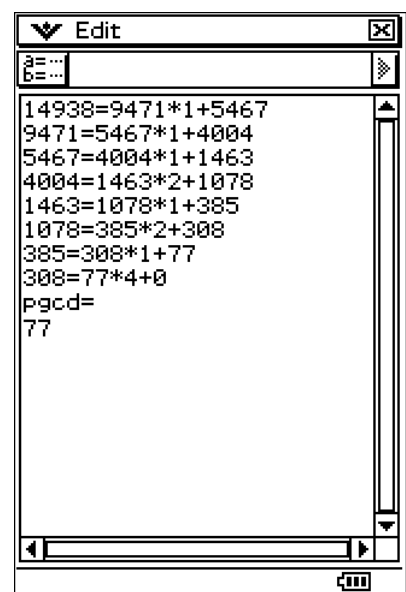 Edit
a=...
b=...
14938=9471*1+5467
9471=5467*1+4004
5467=4004*1+1463
4004=1463*2+1078
1463=1078*1+385
1078=385*2+308
385=308*1+77
308=77*4+0
pgcd=
77